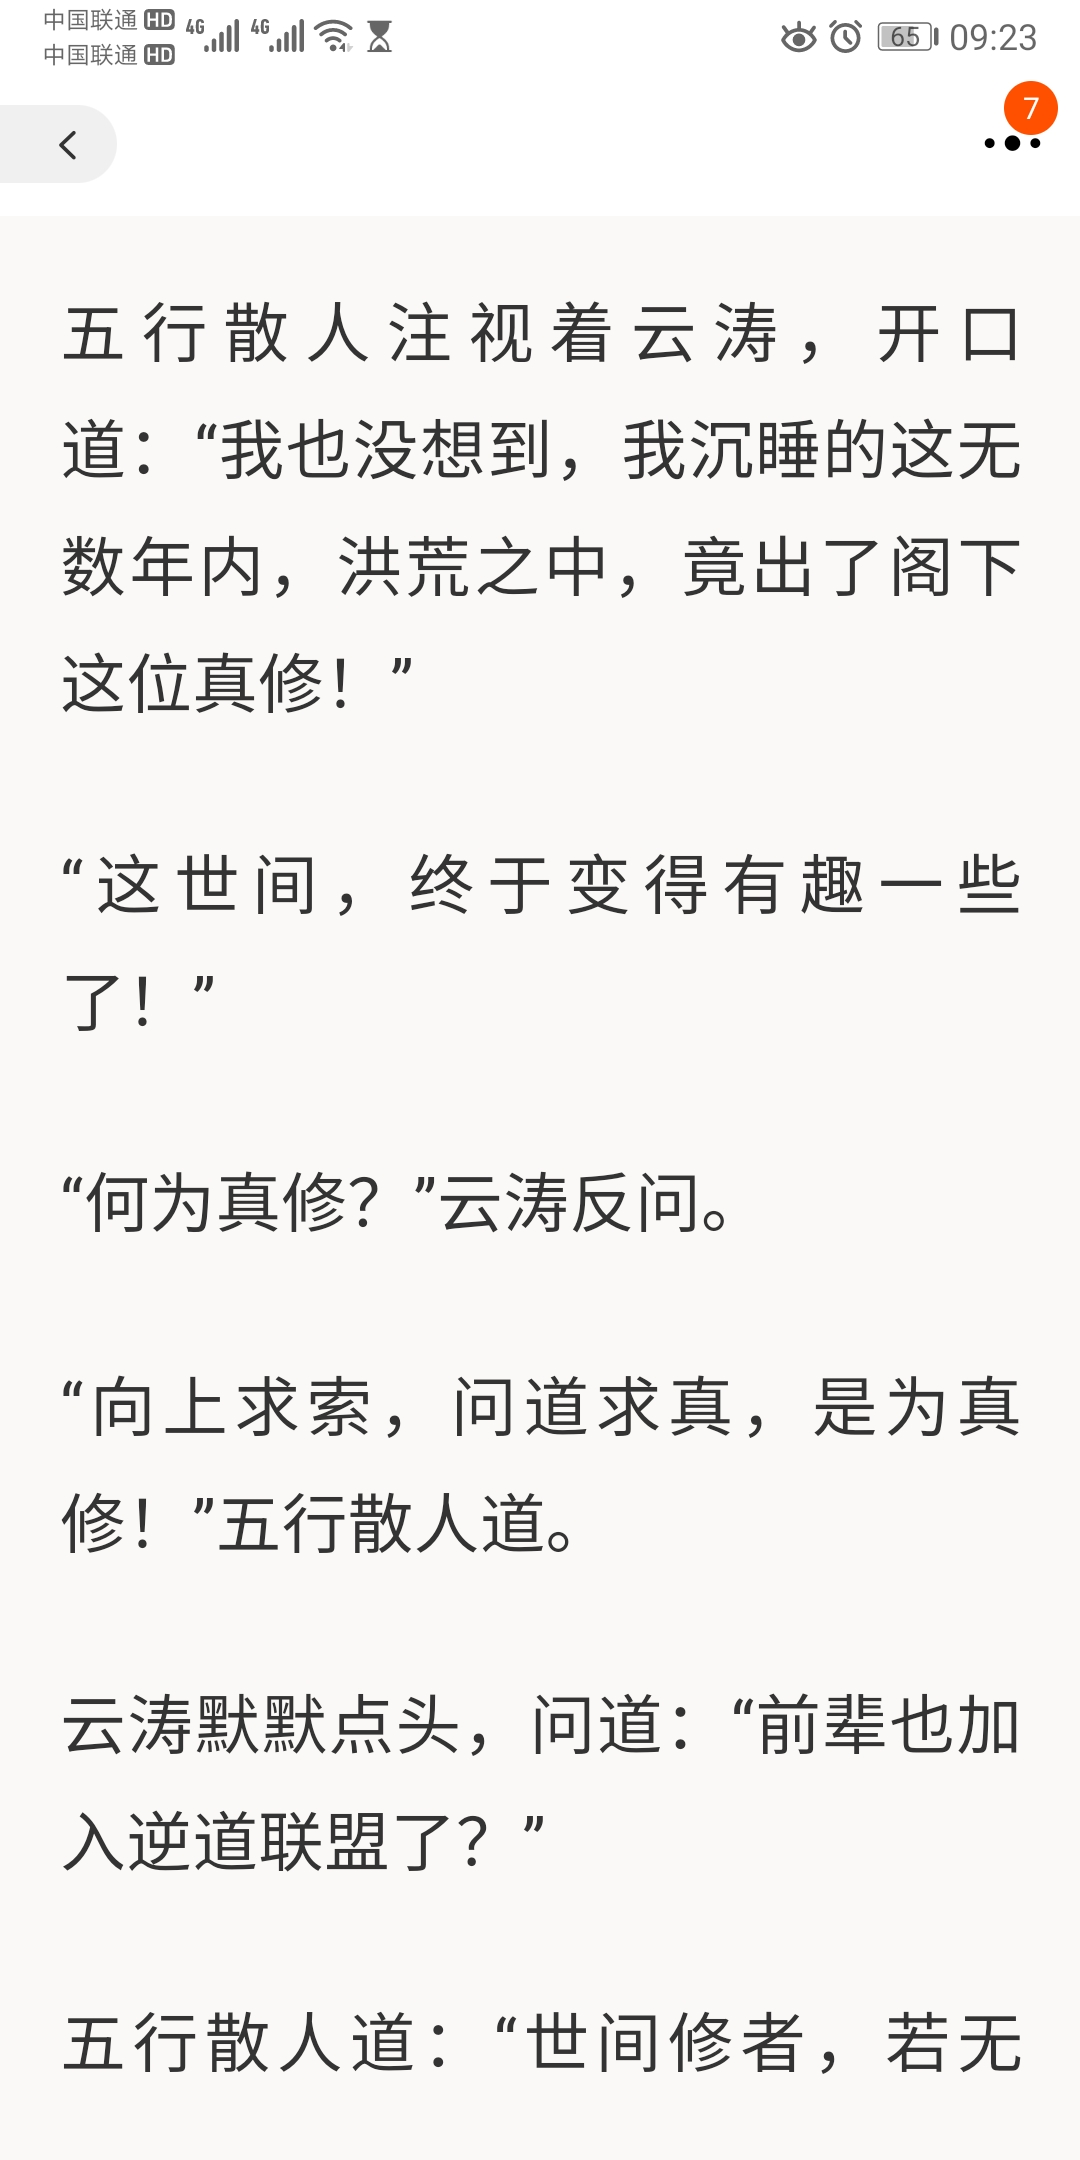 中国联通 HD 4G 4G 65 09:23
中国联通 HD
7
五行散人注视着云涛，开口
道：“我也没想到，我沉睡的这无
数年内，洪荒之中，竟出了阁下
这位真修！”
“这世间，终于变得有趣一些
了！”
“何为真修？”云涛反问。
“向上求索，问道求真，是为真
修！”五行散人道。
云涛默默点头，问道：“前辈也加
入逆道联盟了？”
五行散人道：“世间修者，若无